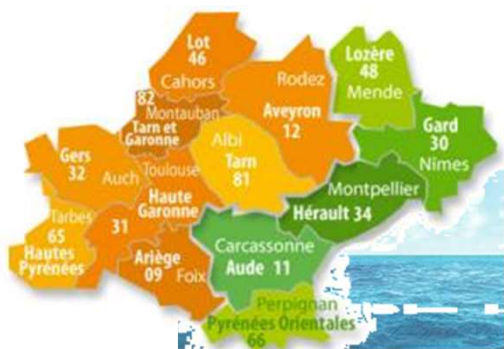 Lot
46
Cahors
Lozère
48
Mende
Rodez
Aveyron
12
82
Montauban
Tarn et
Garonne
Gard
30
Nîmes
Albi
Tarn
81
Gers
32
Auch
Toulouse
Haute
Garonne
31
Montpellier
Hérault 34
Tarbes
65
Hautes
Pyrénées
Ariège
09 Foix
Carcassonne
Aude 11
Perpignan
Pyrénées Orientales
66